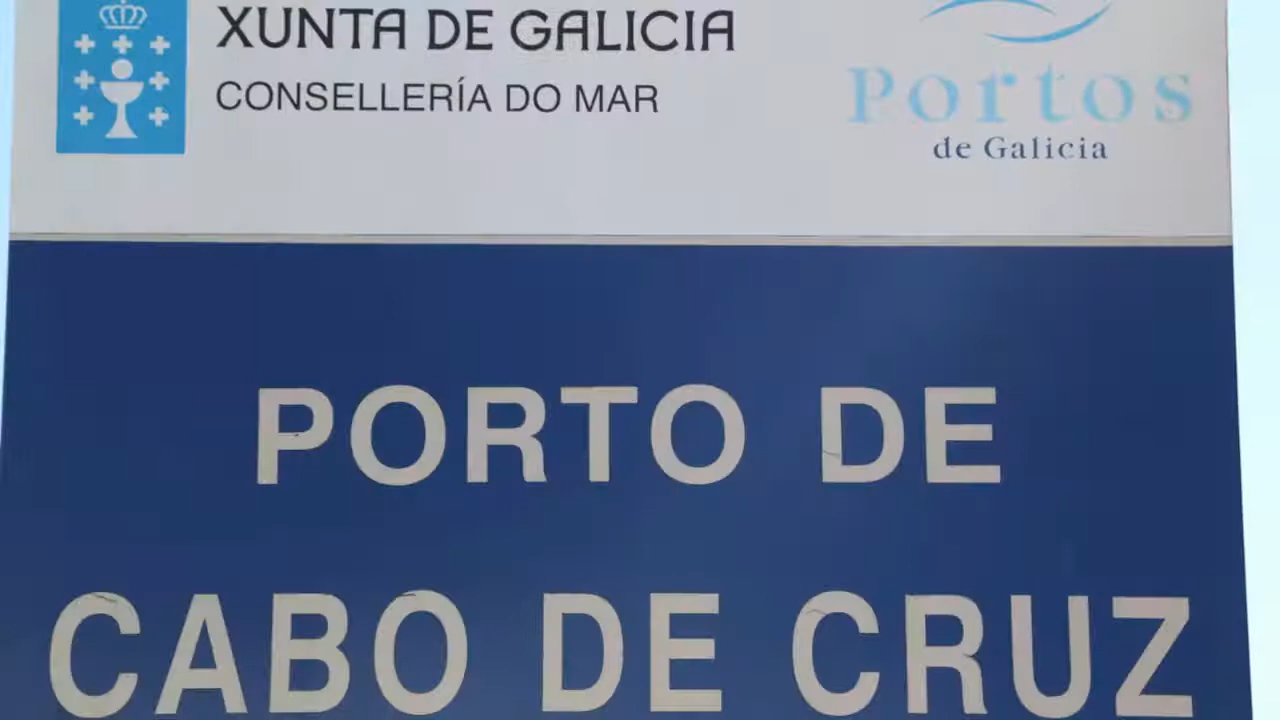 XUNTA DE GALICIA
CONSELLERÍA DO MAR
Portos
de Galicia
PORTO DE
CABO DE CRUZ